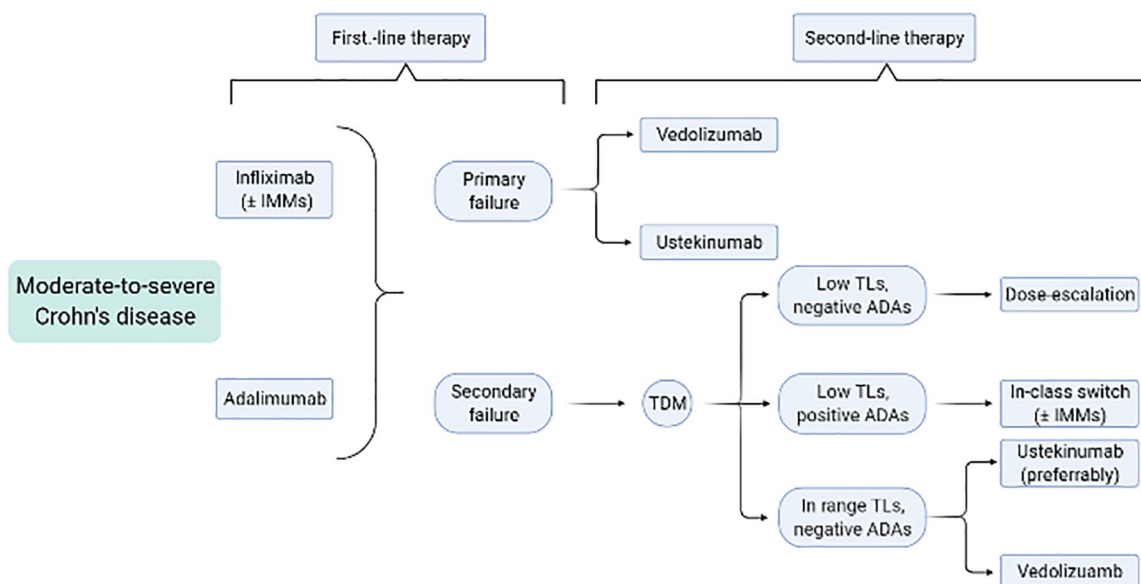 First.-line therapy
Second-line therapy
Moderate-to-severe
Crohn's disease
Infliximab
(± IMMs)
Adalimumab
Primary
failure
Vedolizumab
Ustekinumab
Secondary
failure
TDM
Low TLs,
negative ADAs
Dose-escalation
Low TLs,
positive ADAs
In-class switch
(± IMMs)
In range TLs,
negative ADAs
Ustekinumab
(preferrably)
Vedolizuamb